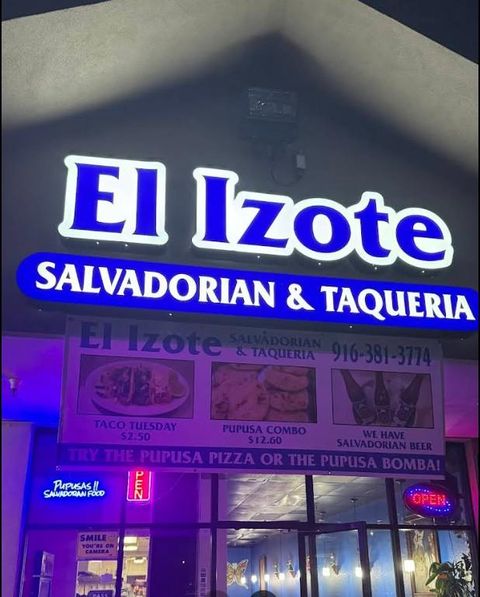 El Izote
SALVADORIAN & TAQUERIA
El Izote SALVADORIAN & TAQUERIA 916-381-3774
TACO TUESDAY
$2.50
PUPUSA COMBO
$12.60
WE HAVE
SALVADORIAN BEER
TRY THE PUPUSA PIZZA OR THE PUPUSA BOMBA!
PUPUSAS!!
SALVADORAN FOOD
OPEN
OPEN
SMILE
YOU'RE ON
CAMERA